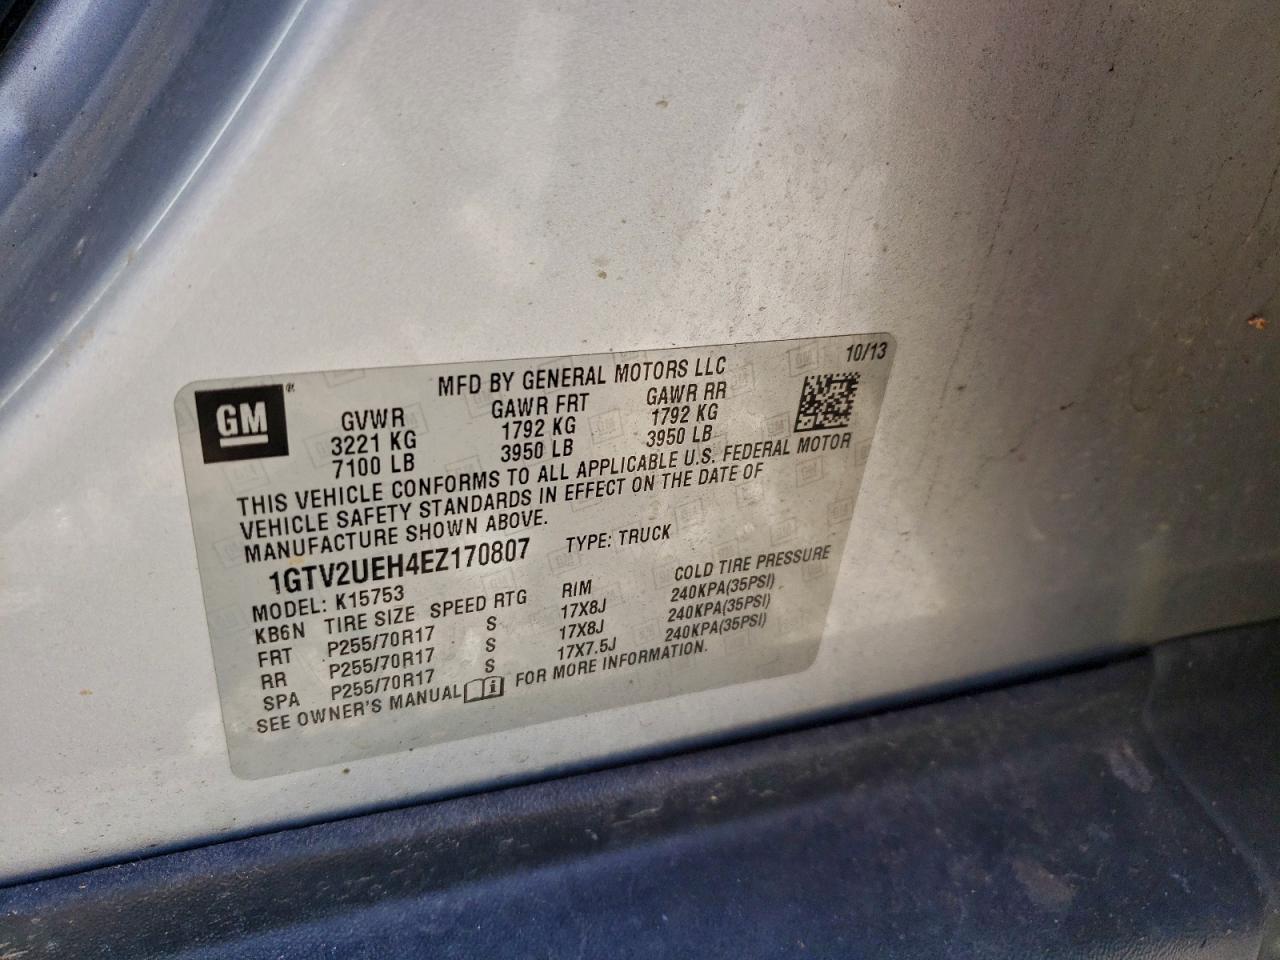 10/13
MFD BY GENERAL MOTORS LLC
GM®
GVWR GAWR FRT GAWR RR
3221 KG 1792 KG 1792 KG
7100 LB 3950 LB 3950 LB
THIS VEHICLE CONFORMS TO ALL APPLICABLE U.S. FEDERAL MOTOR
VEHICLE SAFETY STANDARDS IN EFFECT ON THE DATE OF
MANUFACTURE SHOWN ABOVE.
1GTV2UEH4EZ170807 TYPE: TRUCK
MODEL: K15753
KB6N TIRE SIZE SPEED RTG RIM COLD TIRE PRESSURE
FRT P255/70R17 S 17X8J 240KPA(35PSI)
RR P255/70R17 S 17X8J 240KPA(35PSI)
SPA P255/70R17 S 17X7.5J 240KPA(35PSI)
SEE OWNER'S MANUAL FOR MORE INFORMATION.